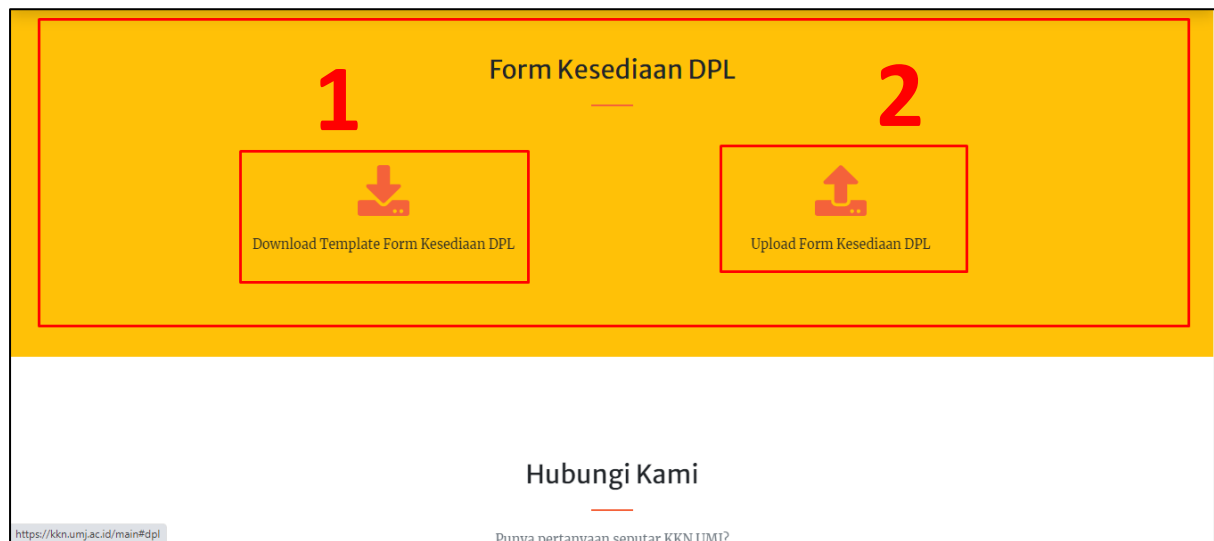 Form Kesediaan DPL
1
2
Download Template Form Kesediaan DPL
Upload Form Kesediaan DPL
Hubungi Kami
Punya pertanyaan seputar KKN UMJ?
https://kkn.umj.ac.id/main#dpl